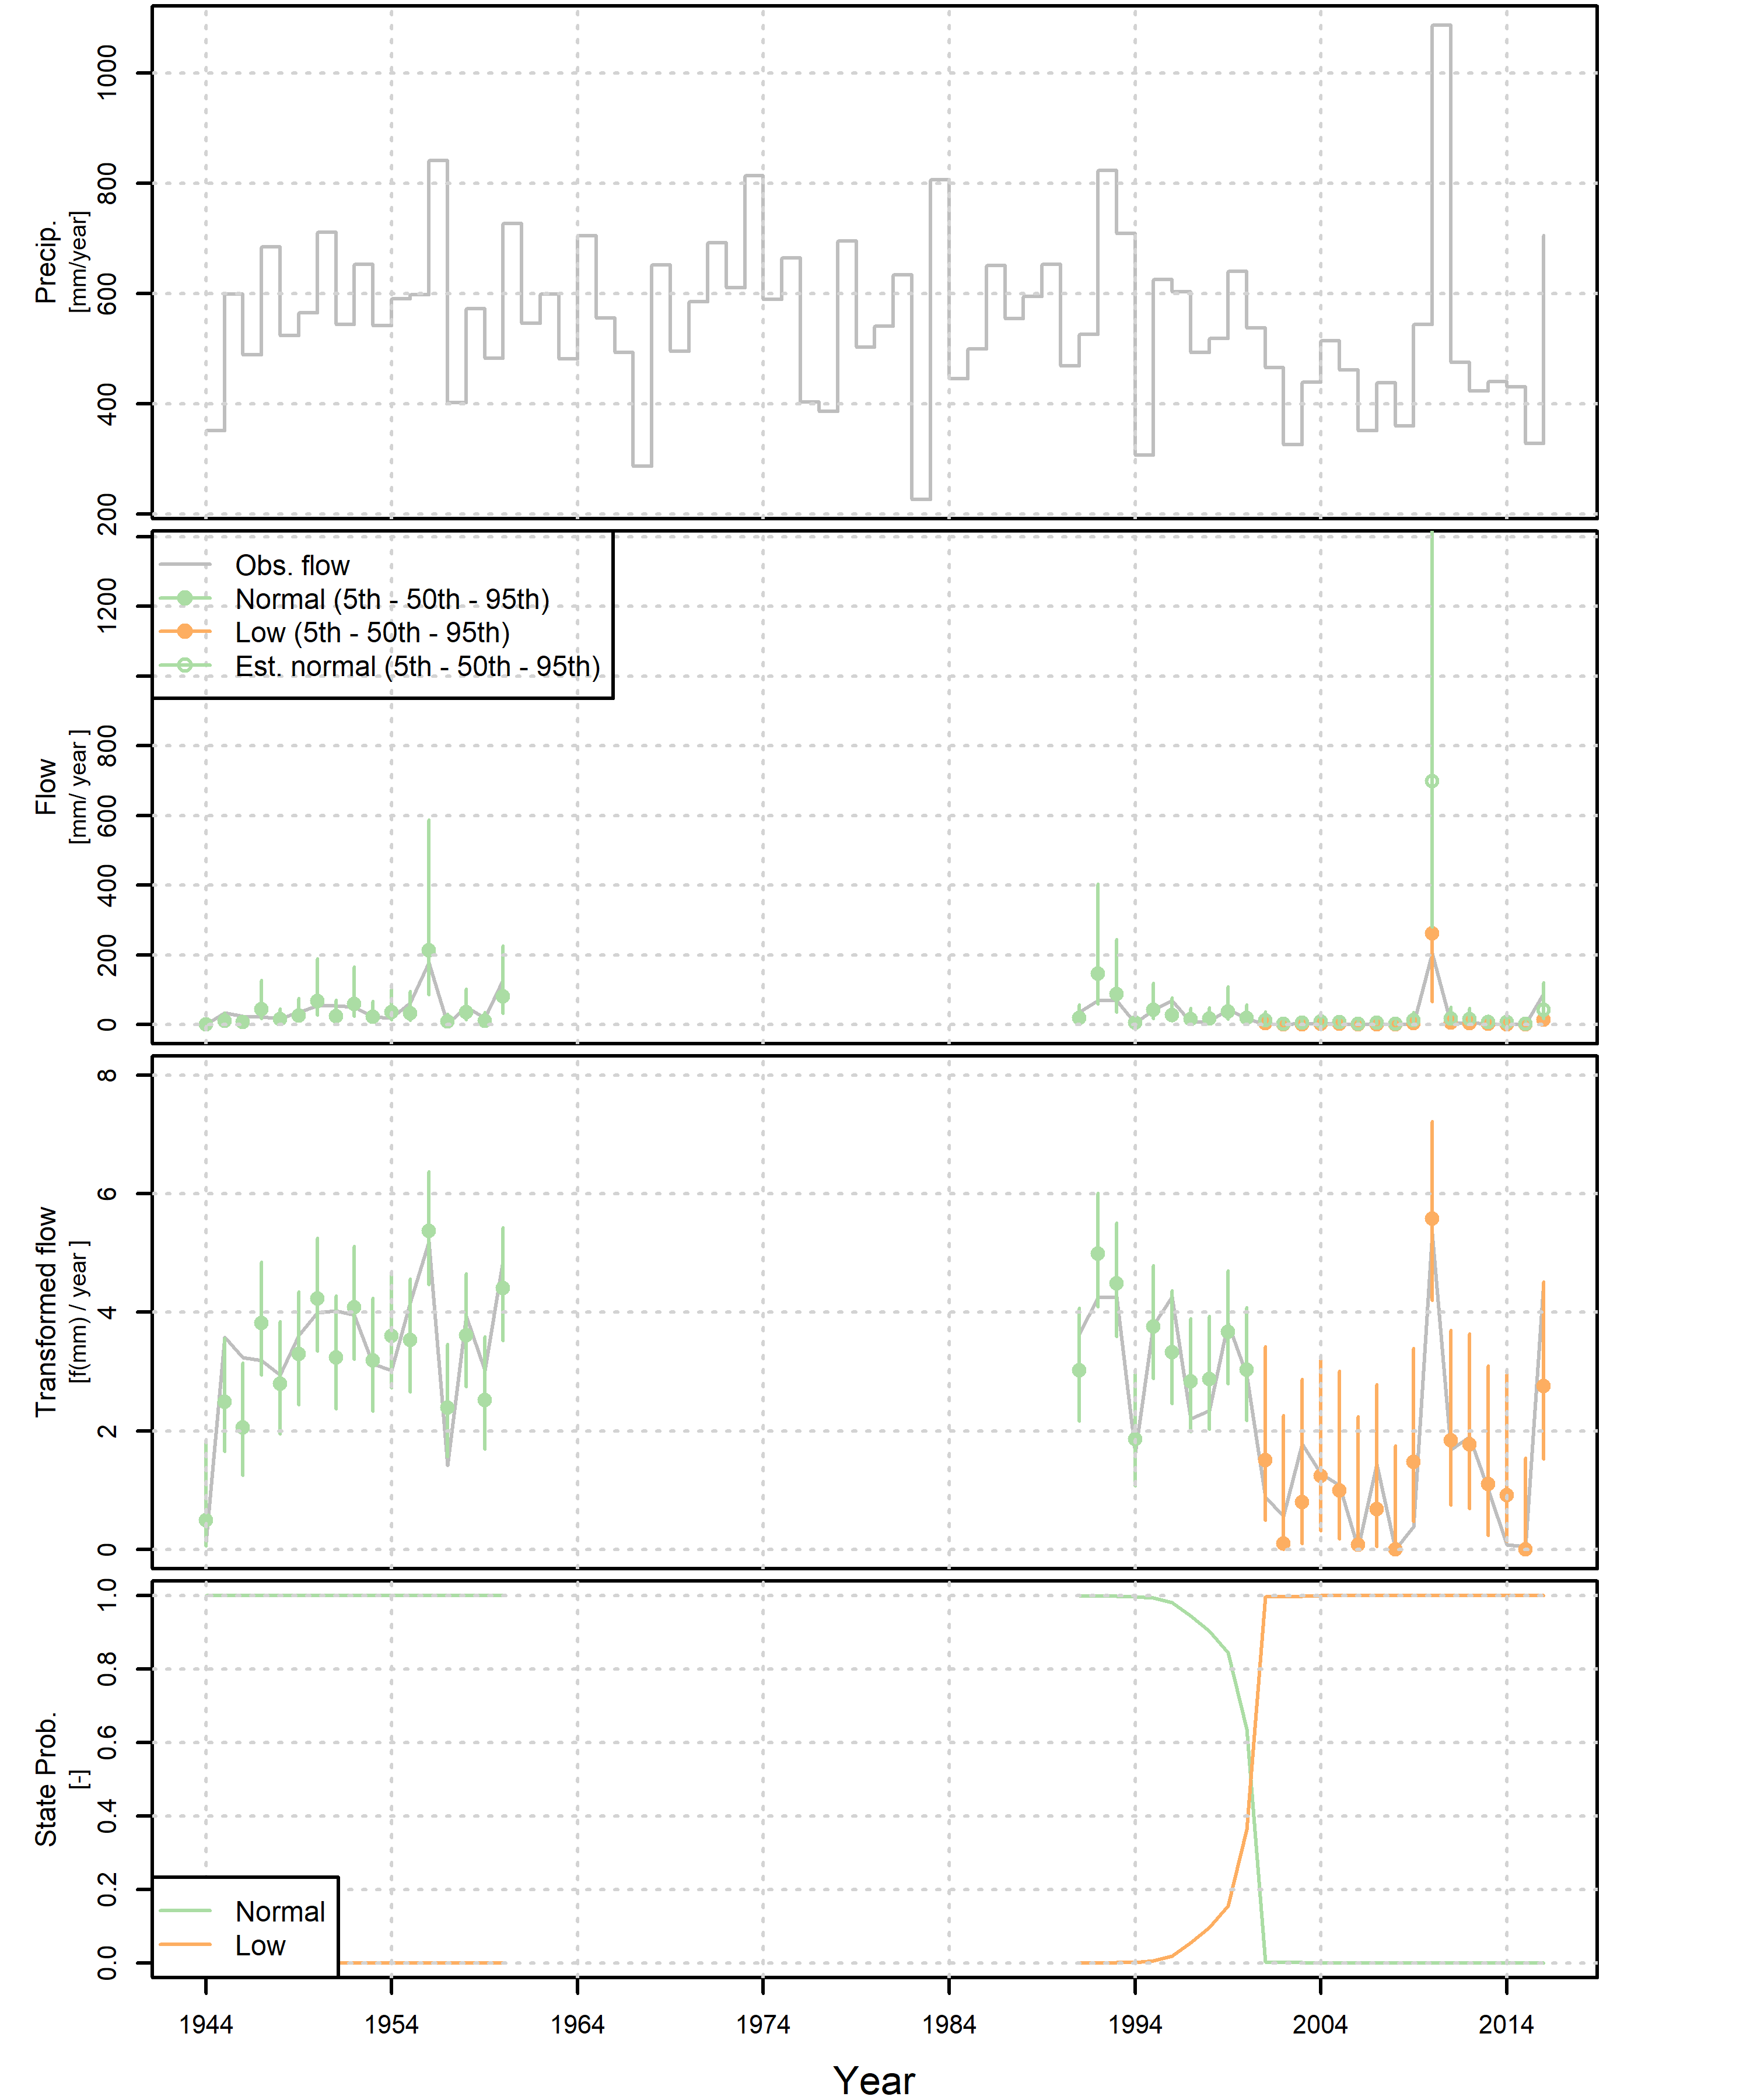 Precip.
[mm/year]
200
400
600
800
1000
Flow
[mm/ year ]
0
200
400
600
800
1200
Obs. flow
Normal (5th - 50th - 95th)
Low (5th - 50th - 95th)
Est. normal (5th - 50th - 95th)
Transformed flow
[f(mm) / year ]
0
2
4
6
8
State Prob.
[-]
0.0
0.2
0.4
0.6
0.8
1.0
Normal
Low
1944
1954
1964
1974
1984
1994
2004
2014
Year